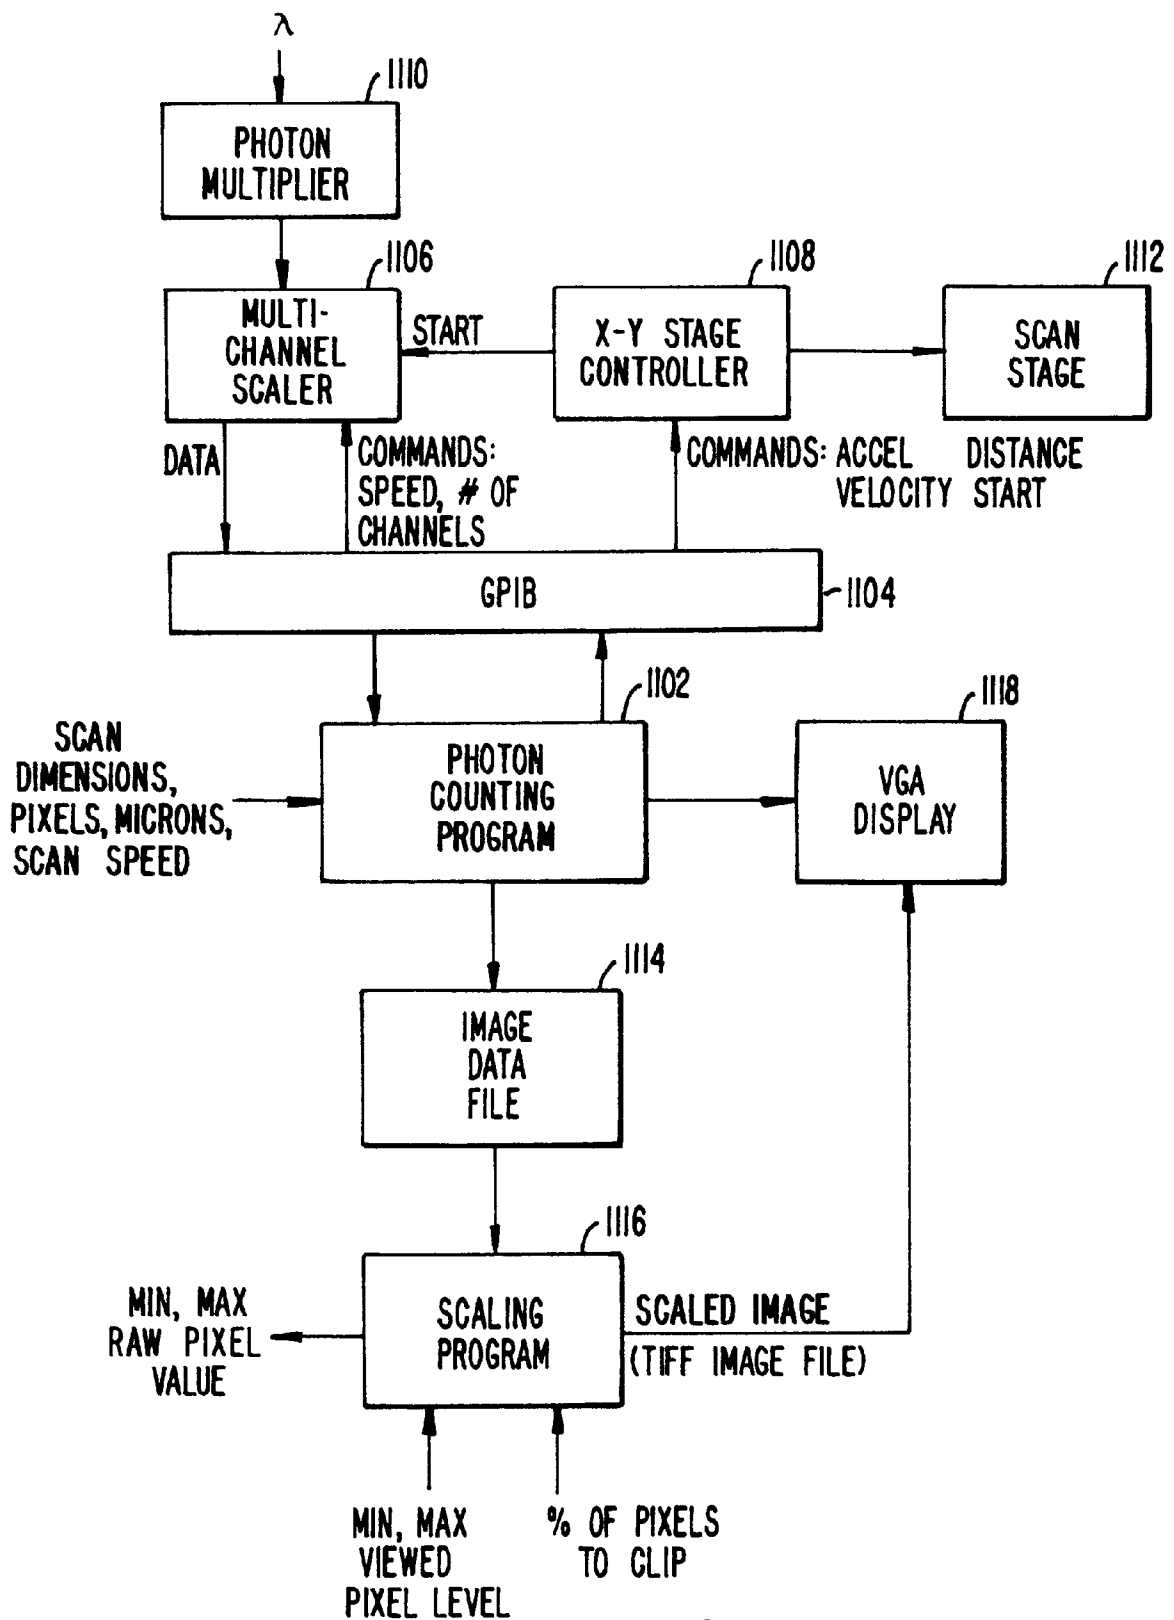 λ
1110
PHOTON
MULTIPLIER
1106
MULTI-
CHANNEL
SCALER
START
1108
X-Y STAGE
CONTROLLER
1112
SCAN
STAGE
DATA
COMMANDS:
SPEED, # OF
CHANNELS
COMMANDS: ACCEL DISTANCE
VELOCITY START
GPIB
1104
1102
PHOTON
COUNTING
PROGRAM
SCAN
DIMENSIONS,
PIXELS, MICRONS,
SCAN SPEED
1118
VGA
DISPLAY
1114
IMAGE
DATA
FILE
1116
SCALING
PROGRAM
MIN, MAX
RAW PIXEL
VALUE
SCALED IMAGE
(TIFF IMAGE FILE)
MIN, MAX
VIEWED
PIXEL LEVEL
% OF PIXELS
TO CLIP